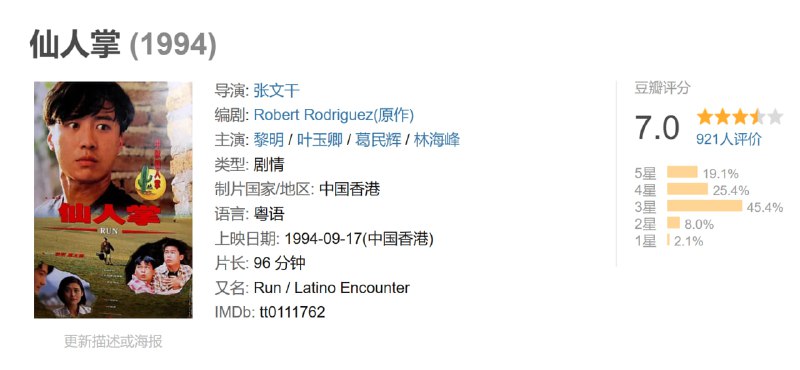 仙人掌 (1994)
仙人掌
RUN
导演: 张文干
编剧: Robert Rodriguez(原作)
主演: 黎明 / 叶玉卿 / 葛民辉 / 林海峰
类型: 剧情
制片国家/地区: 中国香港
语言: 粤语
上映日期: 1994-09-17(中国香港)
片长: 96 分钟
又名: Run / Latino Encounter
IMDb: tt0111762
更新描述或海报
豆瓣评分
7.0
921人评价
5星 19.1%
4星 25.4%
3星 45.4%
2星 8.0%
1星 2.1%